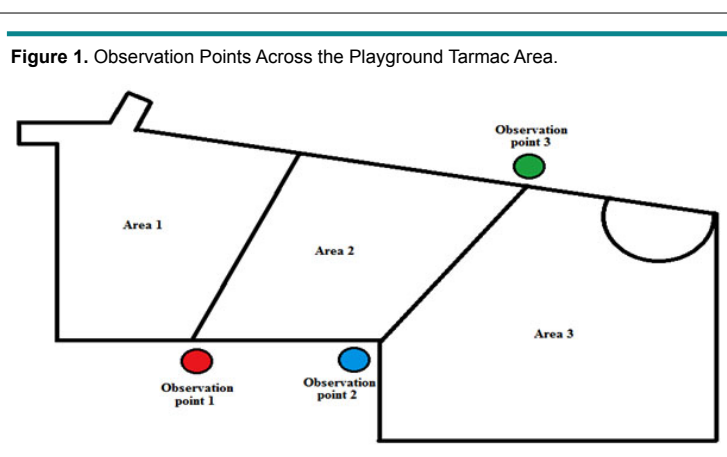 Figure 1. Observation Points Across the Playground Tarmac Area.
Observation
point 3
Area 1
Area 2
Area 3
Observation
point 1
Observation
point 2